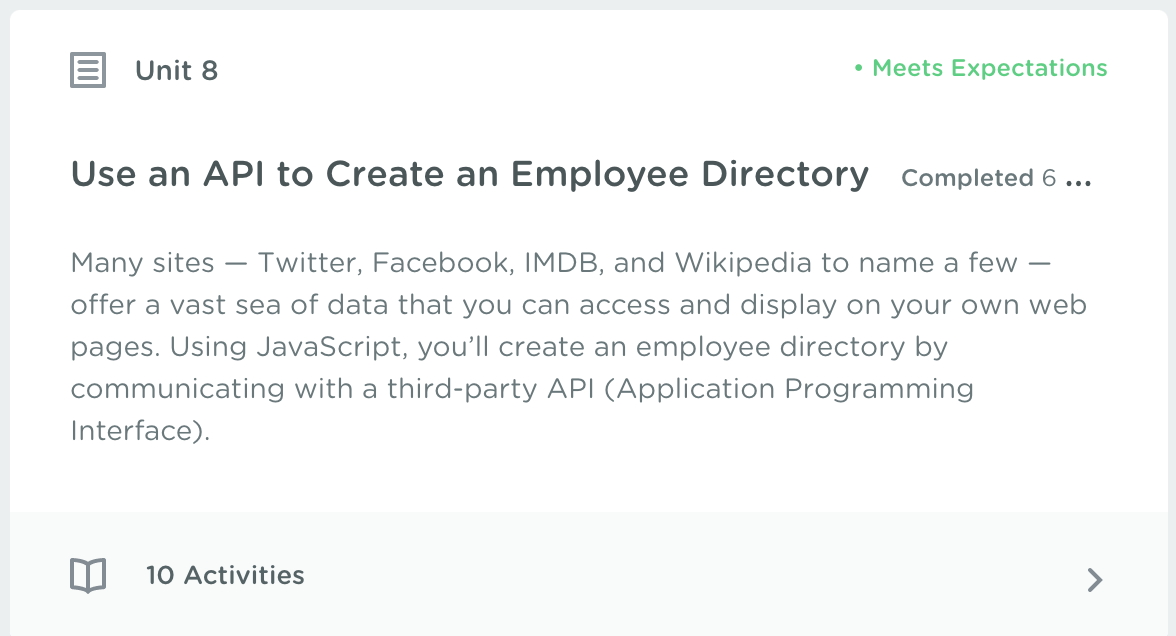 Unit 8
• Meets Expectations
Use an API to Create an Employee Directory
Completed 6 ...
Many sites — Twitter, Facebook, IMDB, and Wikipedia to name a few —
offer a vast sea of data that you can access and display on your own web
pages. Using JavaScript, you’ll create an employee directory by
communicating with a third-party API (Application Programming
Interface).
10 Activities